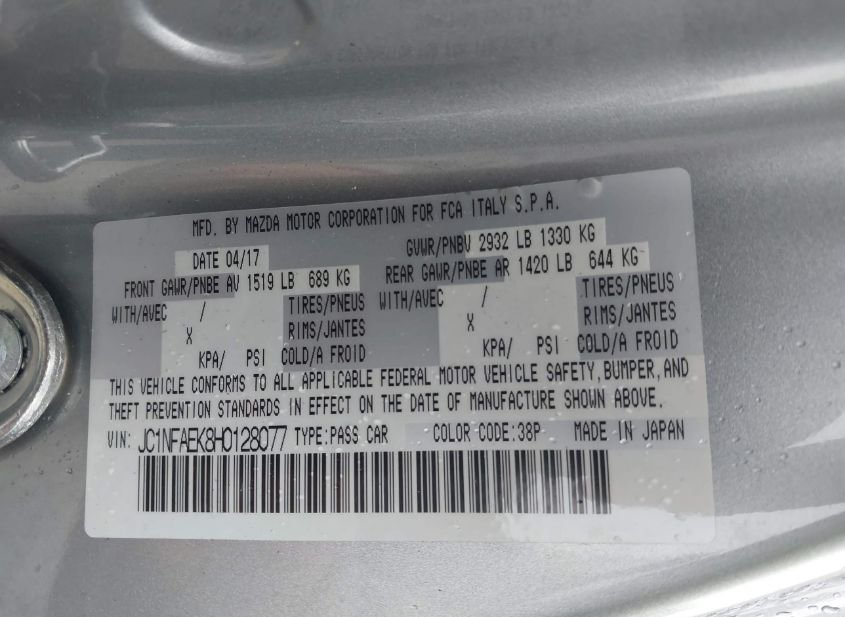 MFD. BY MAZDA MOTOR CORPORATION FOR FCA ITALY S.P.A.
DATE 04/17 GVWR/PNBV 2932 LB 1330 KG
FRONT GAWR/PNBE AV 1519 LB 689 KG REAR GAWR/PNBE AR 1420 LB 644 KG
WITH/AVEC / TIRES/PNEUS WITH/AVEC / TIRES/PNEUS
X RIMS/JANTES X RIMS/JANTES
KPA/ PSI COLD/A FROID KPA/ PSI COLD/A FROID
THIS VEHICLE CONFORMS TO ALL APPLICABLE FEDERAL MOTOR VEHICLE SAFETY, BUMPER, AND
THEFT PREVENTION STANDARDS IN EFFECT ON THE DATE OF MANUFACTURE SHOWN ABOVE.
VIN: JC1NFAEK8H0128077 TYPE:PASS CAR COLOR CODE:38P MADE IN JAPAN